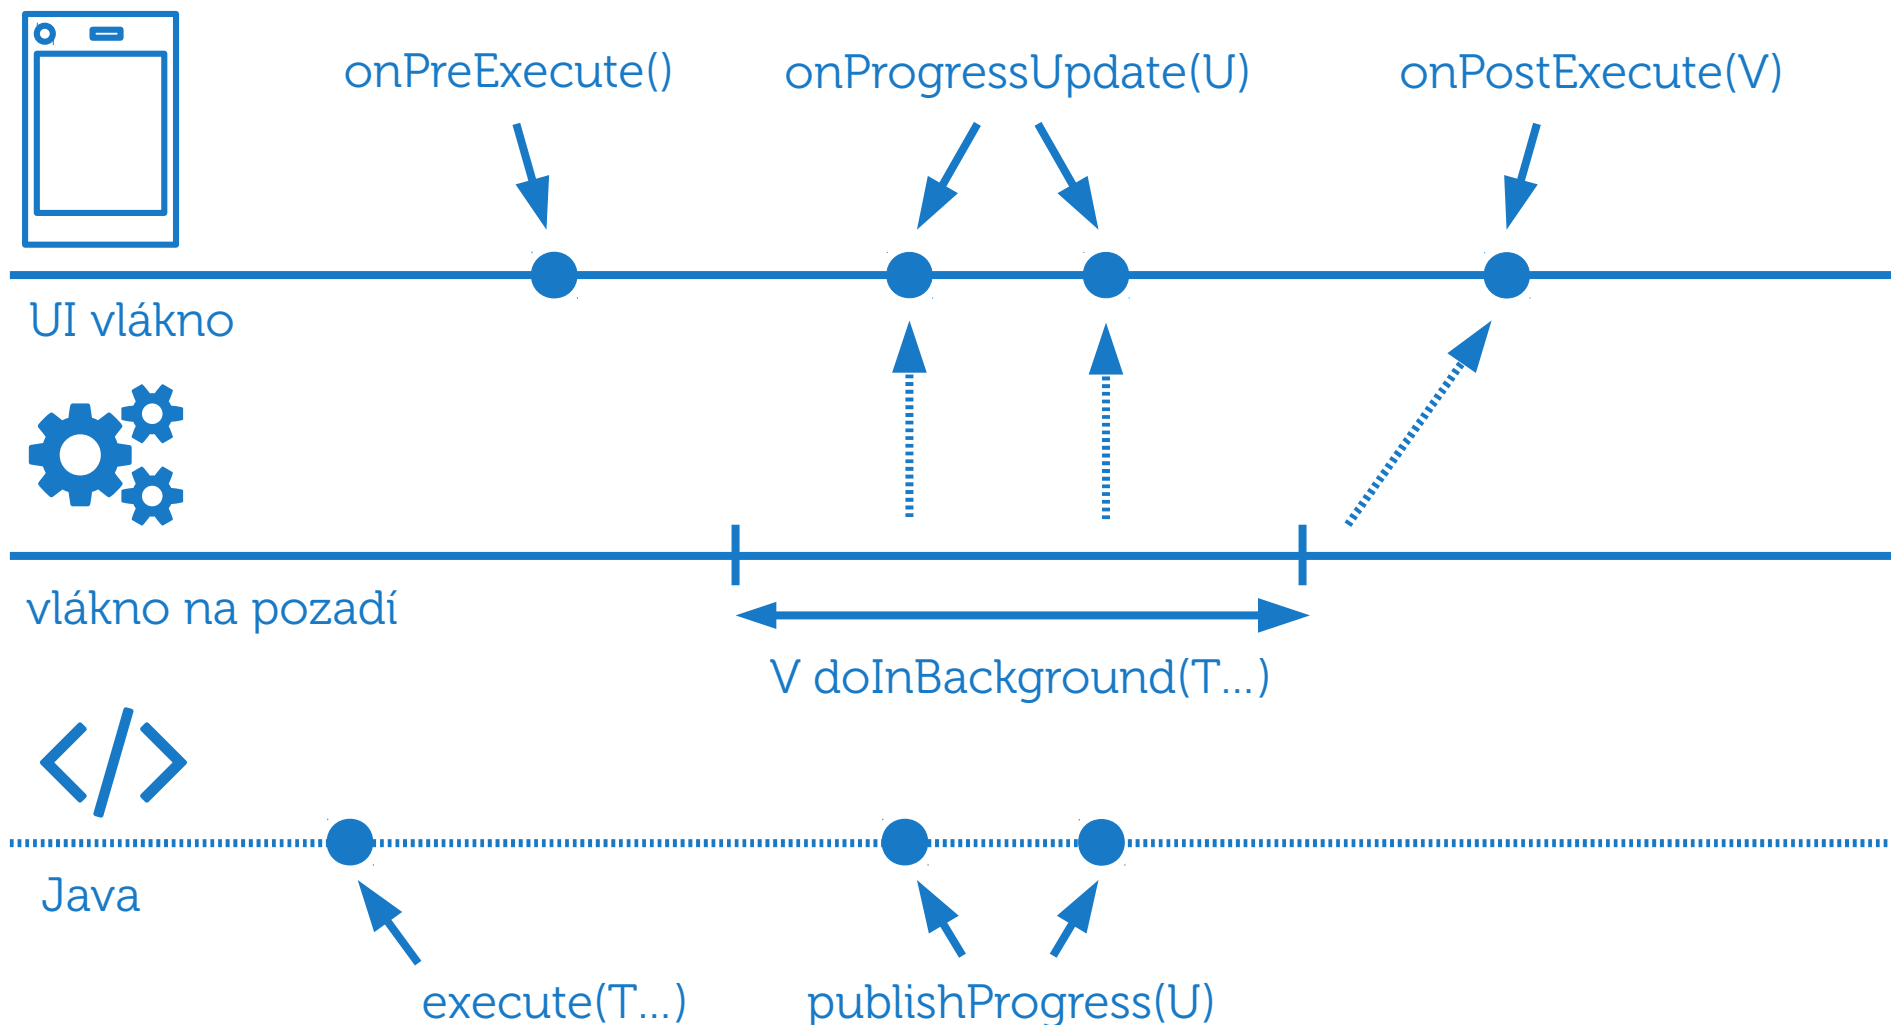 onPreExecute()
onProgressUpdate(U)
onPostExecute(V)
UI vlákno
vlákno na pozadí
V doInBackground(T...)
Java
execute(T...)
publishProgress(U)